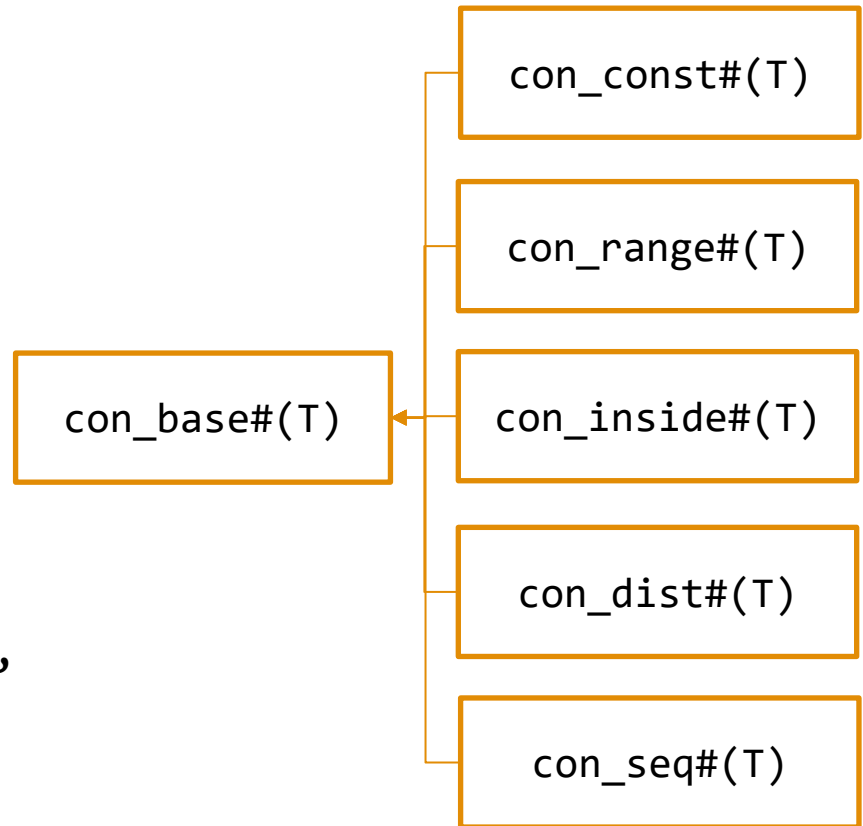 con_const#(T)
con_range#(T)
con_base#(T)
con_inside#(T)
con_dist#(T)
,
con_seq#(T)